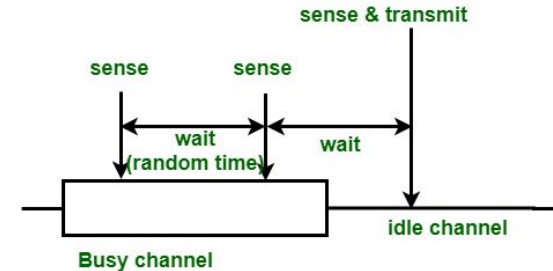 sense & transmit
sense
sense
wait
(random time)
wait
idle channel
Busy channel